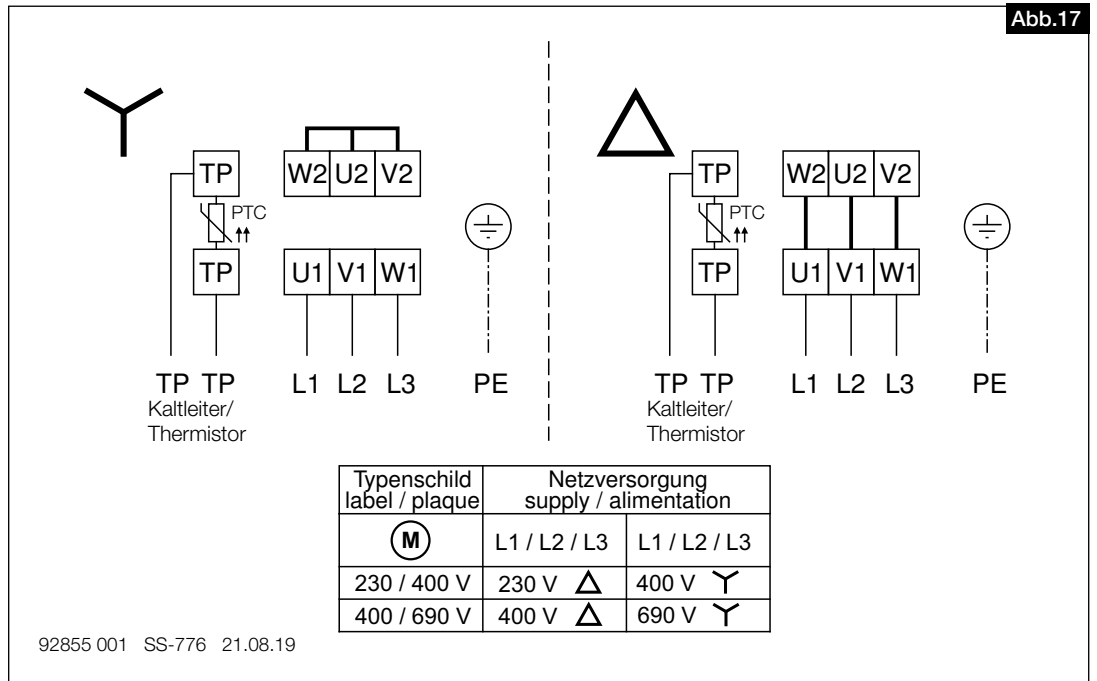 Abb.17
TP
W2 U2 V2
PTC
TP
U1 V1 W1
TP TP L1 L2 L3 PE
Kaltleiter/
Thermistor
TP
W2 U2 V2
PTC
TP
U1 V1 W1
TP TP L1 L2 L3 PE
Kaltleiter/
Thermistor
Typenschild
label / plaque
Netzversorgung
supply / alimentation
M
L1 / L2 / L3
L1 / L2 / L3
230 / 400 V 230 V △ 400 V Y
400 / 690 V 400 V △ 690 V Y
92855 001 SS-776 21.08.19